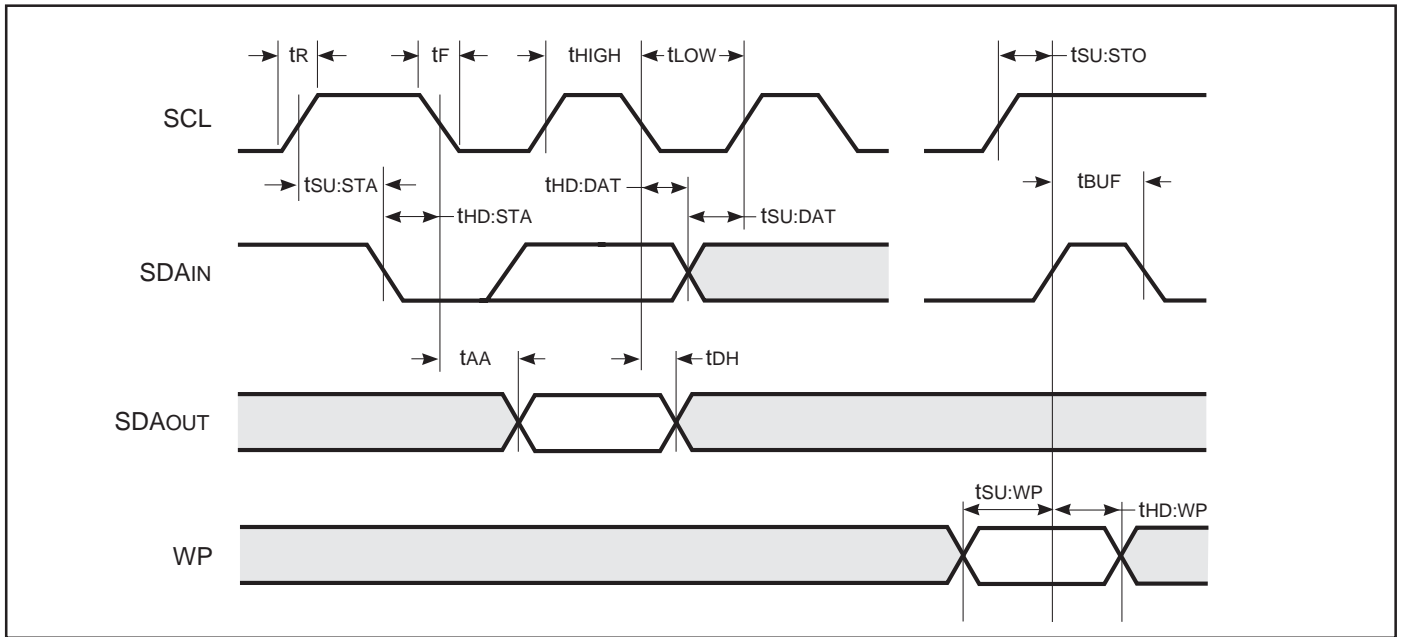 tR
tF
tHIGH
tLOW
tSU:STO
SCL
tSU:STA
tHD:STA
tHD:DAT
tSU:DAT
tBUF
SDAIN
tAA
tDH
SDAOUT
tSU:WP
tHD:WP
WP